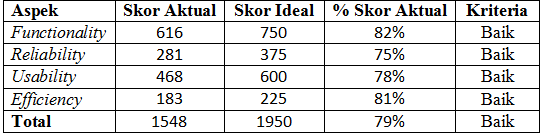 Aspek Skor Aktual Skor Ideal % Skor Aktual Kriteria
Functionality 616 750 82% Baik
Reliability 281 375 75% Baik
Usability 468 600 78% Baik
Efficiency 183 225 81% Baik
Total 1548 1950 79% Baik